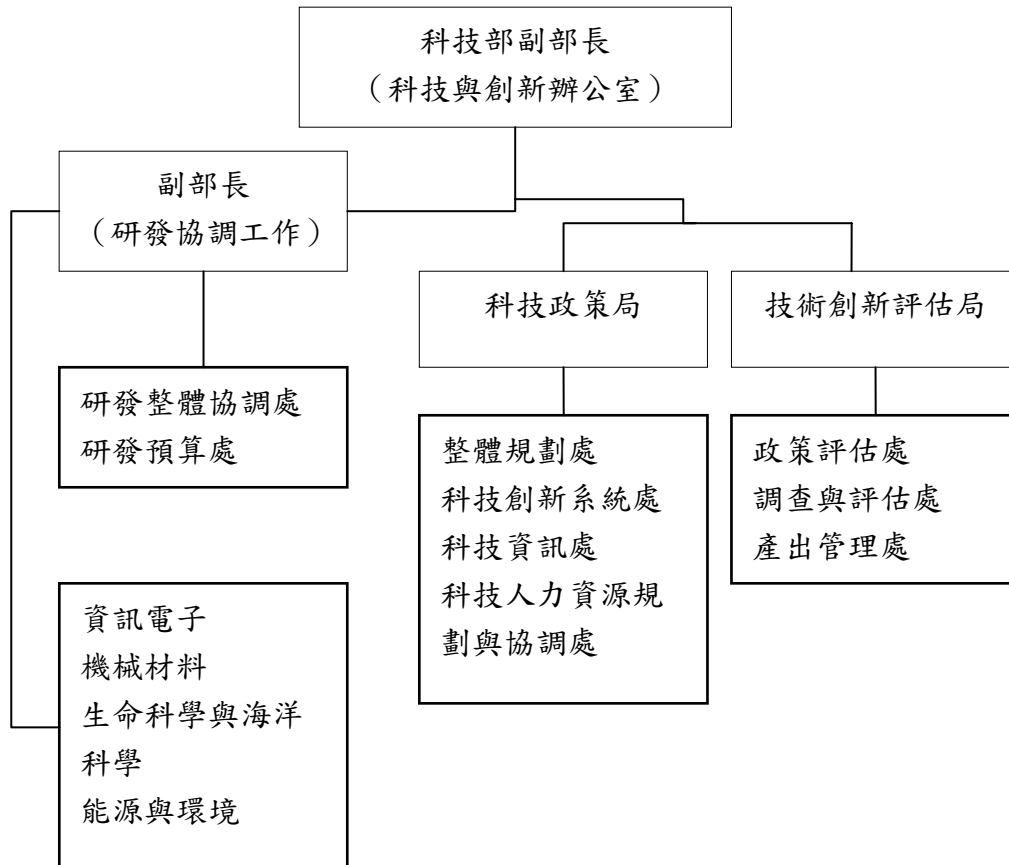 科技部副部長
（科技與創新辦公室）
副部長
（研發協調工作）
科技政策局
技術創新評估局
研發整體協調處
研發預算處
整體規劃處
科技創新系統處
科技資訊處
科技人力資源規
劃與協調處
政策評估處
調查與評估處
產出管理處
資訊電子
機械材料
生命科學與海洋
科學
能源與環境